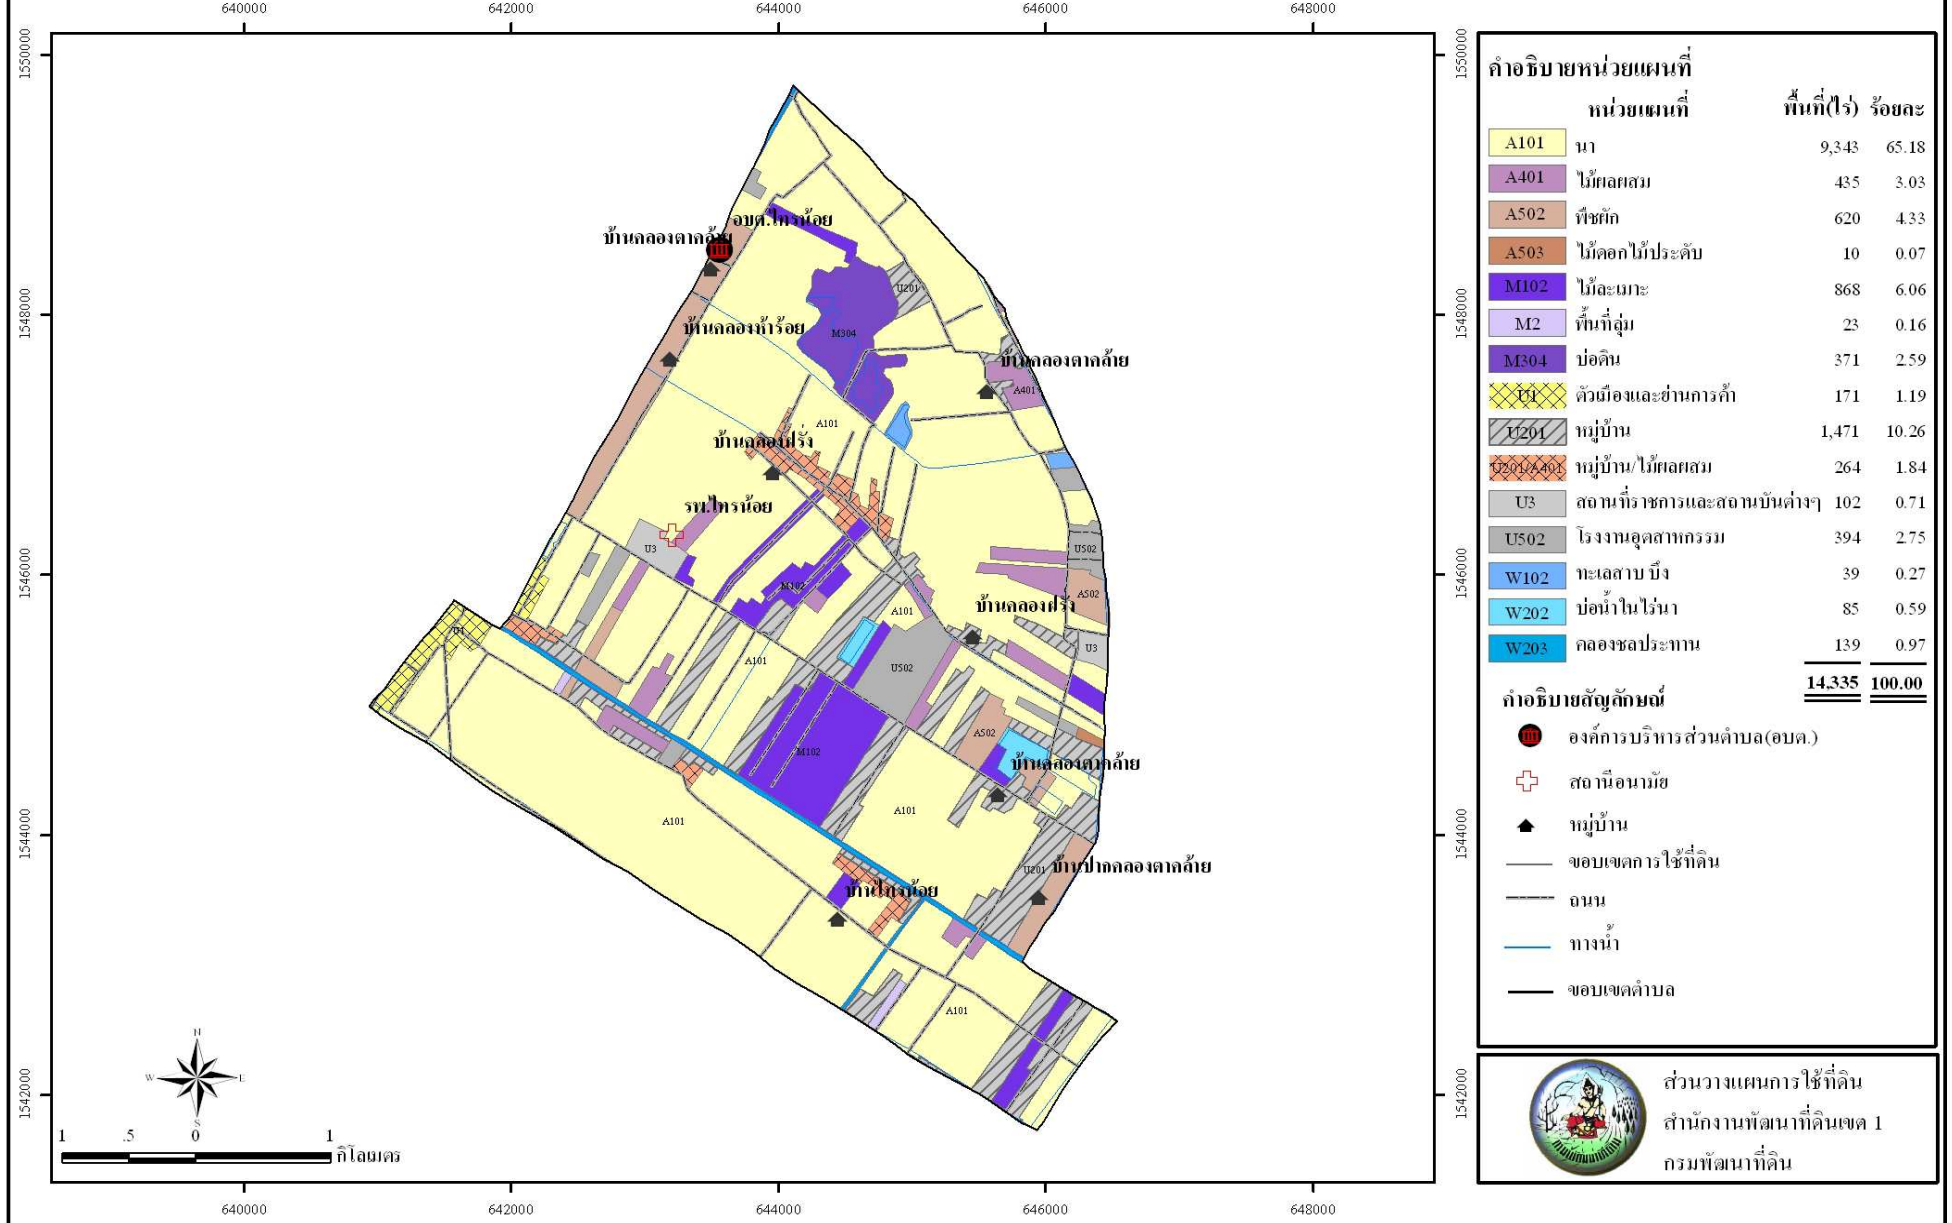 640000 642000 644000 646000 648000
1550000 1550000
1548000 1548000
1546000 1546000
1544000 1544000
1542000 1542000
อบต.ไทรน้อย
บ้านคลองตาคล้าย
U201
บ้านคลองห้าร้อย
M304
บ้านคลองตาคล้าย
A401
A101
บ้านคลองฝรั่ง
รพ.ไทรน้อย
U3
U502
M102
A502
A101
บ้านคลองฝรั่ง
U1
U3
A101
U502
A502
M102
บ้านคลองตาคล้าย
A101
A101
U201
บ้านปากคลองตาคล้าย
บ้านไทรน้อย
A101
N
W E
S
1 .5 0 1
กิโลเมตร
640000 642000 644000 646000 648000
คำอธิบายหน่วยแผนที่
หน่วยแผนที่ พื้นที่(ไร่) ร้อยละ
A101 นา 9,343 65.18
A401 ไม้ผลผสม 435 3.03
A502 พืชผัก 620 4.33
A503 ไม้ดอกไม้ประดับ 10 0.07
M102 ไม้ละเมาะ 868 6.06
M2 พื้นที่ลุ่ม 23 0.16
M304 บ่อดิน 371 2.59
U1 ตัวเมืองและย่านการค้า 171 1.19
U201 หมู่บ้าน 1,471 10.26
U201/A401 หมู่บ้าน/ไม้ผลผสม 264 1.84
U3 สถานที่ราชการและสถานบันต่างๆ 102 0.71
U502 โรงงานอุตสาหกรรม 394 2.75
W102 ทะเลสาบ บึง 39 0.27
W202 บ่อน้ำในไร่นา 85 0.59
W203 คลองชลประทาน 139 0.97
14,335 100.00
คำอธิบายสัญลักษณ์
องค์การบริหารส่วนตำบล(อบต.)
สถานีอนามัย
หมู่บ้าน
ขอบเขตการใช้ที่ดิน
ถนน
ทางน้ำ
ขอบเขตตำบล
ส่วนวางแผนการใช้ที่ดิน
สำนักงานพัฒนาที่ดินเขต 1
กรมพัฒนาที่ดิน
กรมพัฒนาที่ดิน